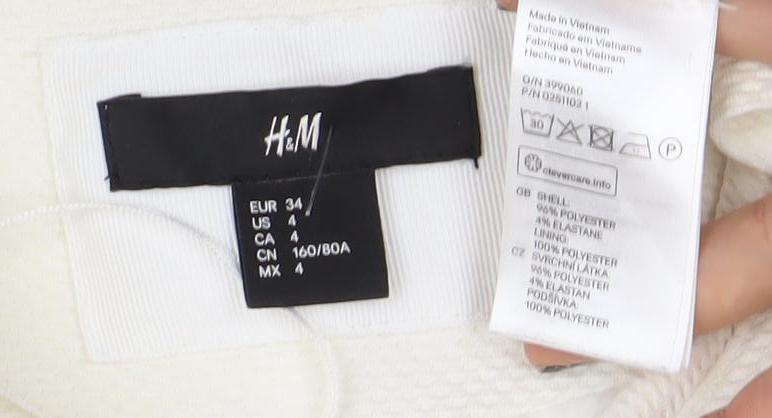 H&M
EUR 34
US 4
CA 4
CN 160/80A
MX 4
Made in Vietnam
Fabricado em Vietname
Fabriqué en Vietnam
Hecho en Vietnam
O/N 399060
P/N 0251102 1
30
P
clevercare.info
GB SHELL:
96% POLYESTER
4% ELASTANE
LINING:
100% POLYESTER
CZ SVRCHNÍ LÁTKA
96% POLYESTER
4% ELASTAN
PODŠÍVKA:
100% POLYESTER